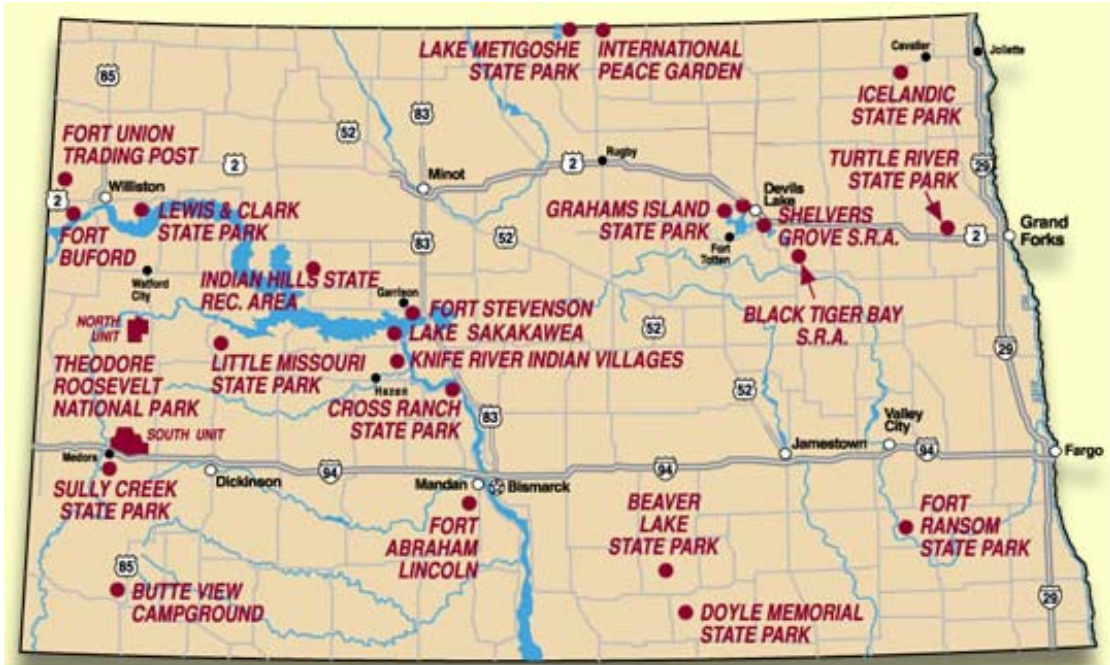 LAKE METIGOSHE
STATE PARK
INTERNATIONAL
PEACE GARDEN
Cavalier
Joliette
ICELANDIC
STATE PARK
85
83
52
FORT UNION
TRADING POST
2
Williston
2
LEWIS & CLARK
STATE PARK
FORT
BUFORD
Minot
2
Rugby
TURTLE RIVER
STATE PARK
29
Devils
Lake
GRAHAMS ISLAND
STATE PARK
SHELVERS
GROVE S.R.A.
2
Grand
Forks
Fort
Totten
83
52
Watford
City
INDIAN HILLS STATE
REC. AREA
Garrison
FORT STEVENSON
LAKE SAKAKAWEA
KNIFE RIVER INDIAN VILLAGES
BLACK TIGER BAY
S.R.A.
52
29
NORTH
UNIT
THEODORE
ROOSEVELT
NATIONAL PARK
LITTLE MISSOURI
STATE PARK
Hazen
CROSS RANCH
STATE PARK
83
52
SOUTH UNIT
Medora
SULLY CREEK
STATE PARK
Dickinson
94
Mandan
Bismarck
94
Jamestown
Valley
City
94
Fargo
FORT
ABRAHAM
LINCOLN
BEAVER
LAKE
STATE PARK
FORT
RANSOM
STATE PARK
85
BUTTE VIEW
CAMPGROUND
DOYLE MEMORIAL
STATE PARK
29